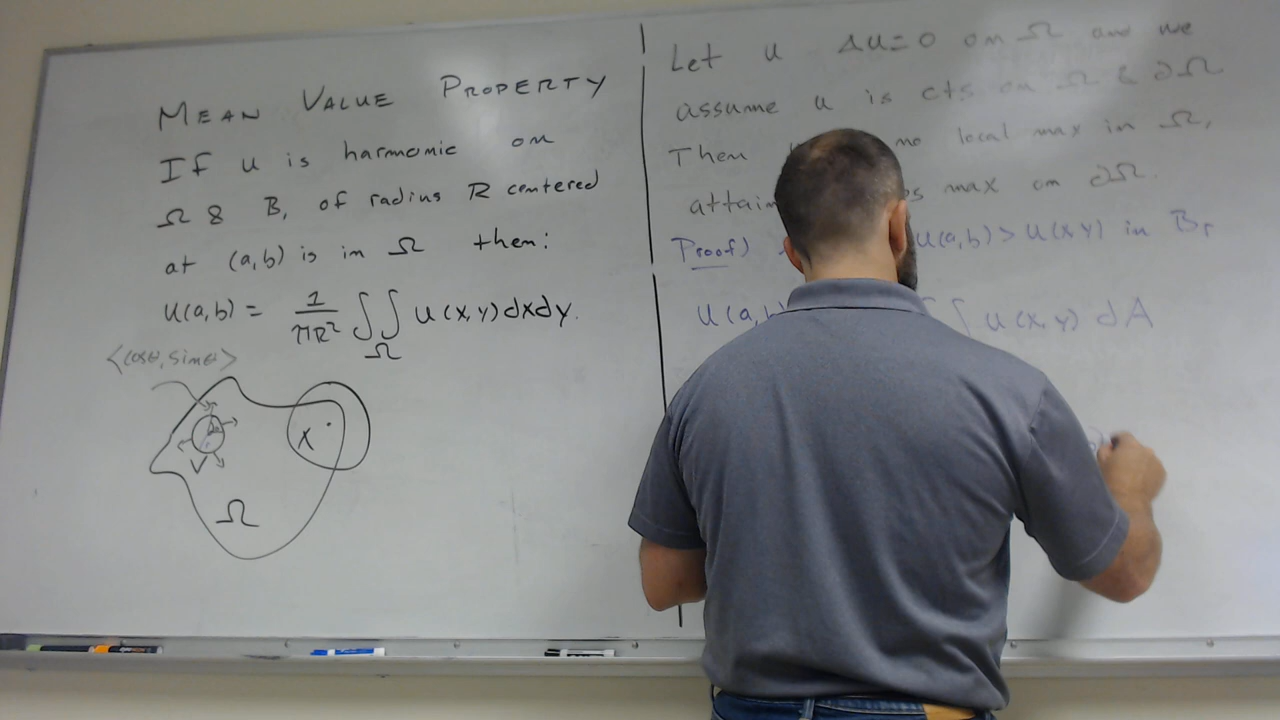 MEAN VALUE PROPERTY
If u is harmonic on
Ω & B, of radius R centered
at (a,b) is in Ω then:
u(a,b) = 1/πR² ∫∫_Ω u(x,y)dxdy.
<cosθ, sinθ>
x
Ω
Let u Δu=0 on Ω and we
assume u is cts on Ω & ∂Ω
Then no local max in Ω,
max on ∂Ω.
Proof) u(a,b) > u(x,y) in Br
u(a,b ∫ u(x,y) dA